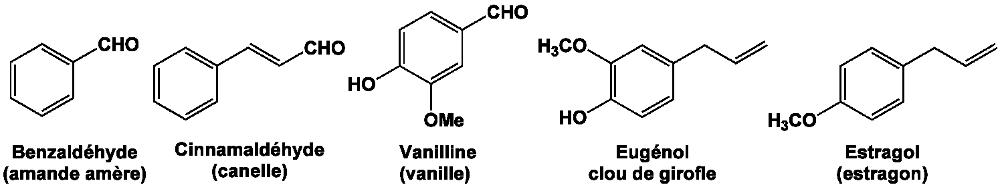 CHO
CHO
HO
OMe
CHO
H3CO
HO
H3CO
Benzaldéhyde
(amande amère)
Cinnamaldéhyde
(canelle)
Vanilline
(vanille)
Eugénol
clou de girofle
Estragol
(estragon)